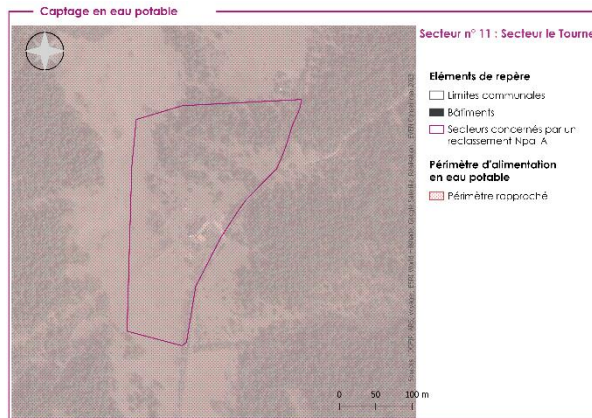 Captage en eau potable
Secteur n° 11 : Secteur le Tourne
Eléments de repère
Limites communales
Bâtiments
Secteurs concernés par un
reclassement Npa A
Périmètre d'alimentation
en eau potable
Périmètre rapproché
0 50 100 m